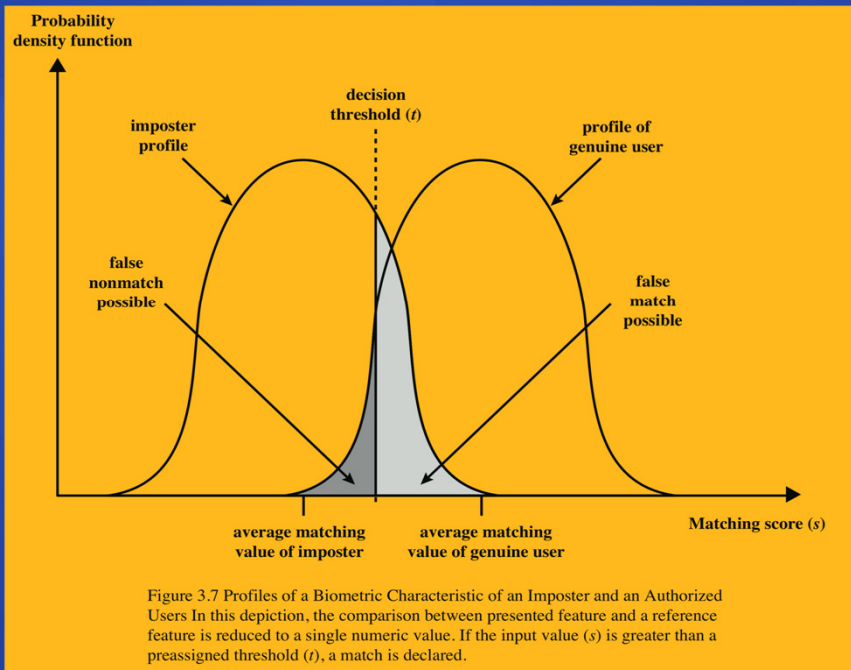 Probability
density function
decision
threshold (t)
imposter
profile
profile of
genuine user
false
nonmatch
possible
false
match
possible
average matching
value of imposter
average matching
value of genuine user
Matching score (s)
Figure 3.7 Profiles of a Biometric Characteristic of an Imposter and an Authorized
Users In this depiction, the comparison between presented feature and a reference
feature is reduced to a single numeric value. If the input value (s) is greater than a
preassigned threshold (t), a match is declared.